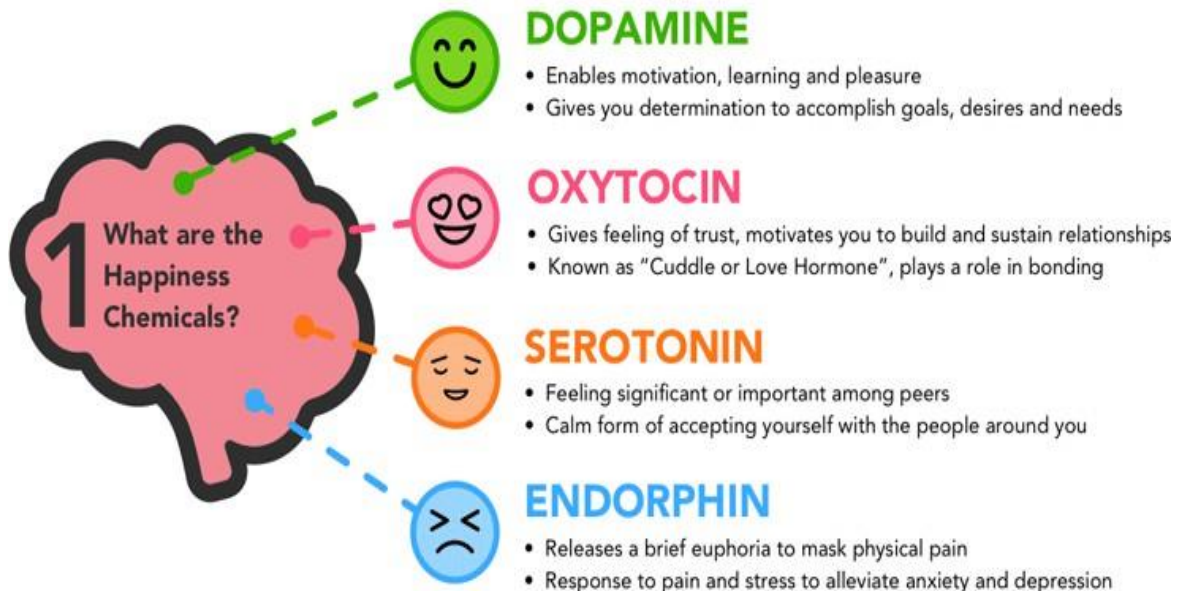 1
What are the
Happiness
Chemicals?
DOPAMINE
• Enables motivation, learning and pleasure
• Gives you determination to accomplish goals, desires and needs
OXYTOCIN
• Gives feeling of trust, motivates you to build and sustain relationships
• Known as “Cuddle or Love Hormone”, plays a role in bonding
SEROTONIN
• Feeling significant or important among peers
• Calm form of accepting yourself with the people around you
ENDORPHIN
• Releases a brief euphoria to mask physical pain
• Response to pain and stress to alleviate anxiety and depression